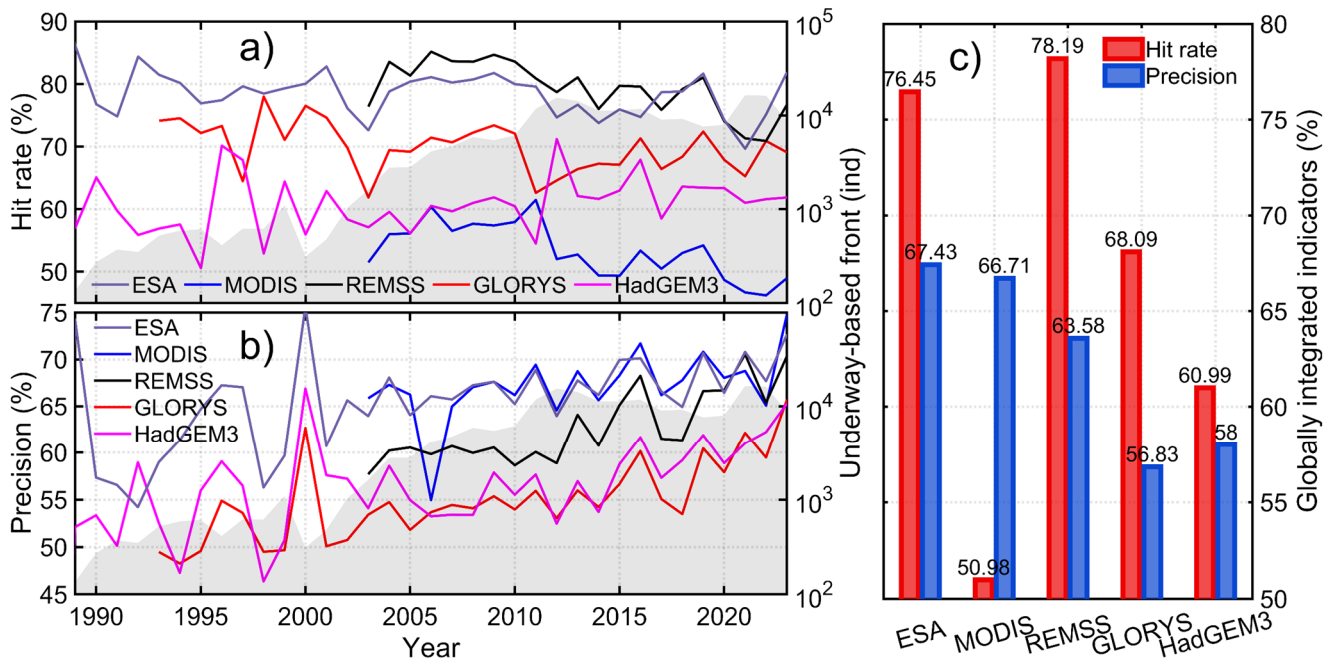 a)
Hit rate (%)
90
80
70
60
50
10^5
10^4
10^3
10^2
ESA MODIS REMSS GLORYS HadGEM3
b)
Precision (%)
75
70
65
60
55
50
45
ESA
MODIS
REMSS
GLORYS
HadGEM3
10^4
10^3
10^2
1990 1995 2000 2005 2010 2015 2020
Year
Underway-based front (ind)
c)
Hit rate
Precision
76.45
67.43
50.98
66.71
78.19
63.58
68.09
56.83
60.99
58
80
75
70
65
60
55
50
ESA MODIS REMSS GLORYS HadGEM3
Globally integrated indicators (%)